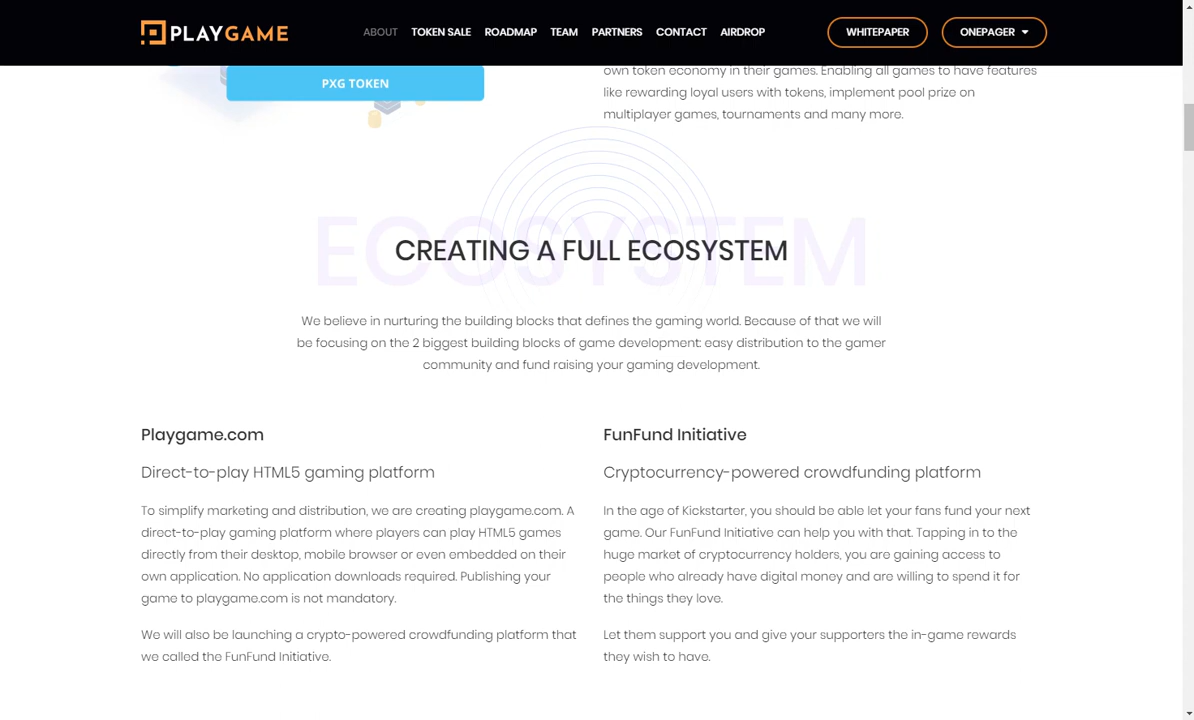 PLAYGAME
ABOUT TOKEN SALE ROADMAP TEAM PARTNERS CONTACT AIRDROP
WHITEPAPER
ONEPAGER
PXG TOKEN
own token economy in their games. Enabling all games to have features
like rewarding loyal users with tokens, implement pool prize on
multiplayer games, tournaments and many more.
ECOSYSTEM
CREATING A FULL ECOSYSTEM
We believe in nurturing the building blocks that defines the gaming world. Because of that we will
be focusing on the 2 biggest building blocks of game development: easy distribution to the gamer
community and fund raising your gaming development.
Playgame.com
Direct-to-play HTML5 gaming platform
To simplify marketing and distribution, we are creating playgame.com. A
direct-to-play gaming platform where players can play HTML5 games
directly from their desktop, mobile browser or even embedded on their
own application. No application downloads required. Publishing your
game to playgame.com is not mandatory.
We will also be launching a crypto-powered crowdfunding platform that
we called the FunFund Initiative.
FunFund Initiative
Cryptocurrency-powered crowdfunding platform
In the age of Kickstarter, you should be able let your fans fund your next
game. Our FunFund Initiative can help you with that. Tapping in to the
huge market of cryptocurrency holders, you are gaining access to
people who already have digital money and are willing to spend it for
the things they love.
Let them support you and give your supporters the in-game rewards
they wish to have.